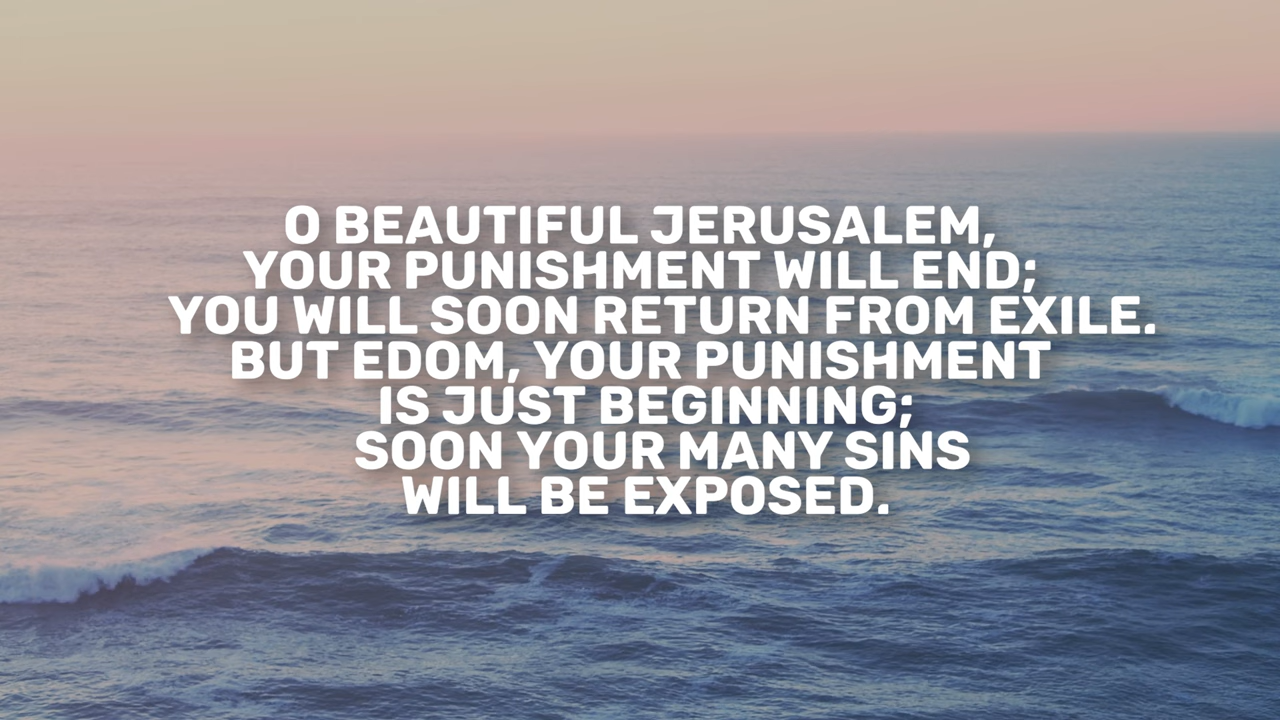 O BEAUTIFUL JERUSALEM,
YOUR PUNISHMENT WILL END;
YOU WILL SOON RETURN FROM EXILE.
BUT EDOM, YOUR PUNISHMENT
IS JUST BEGINNING;
SOON YOUR MANY SINS
WILL BE EXPOSED.